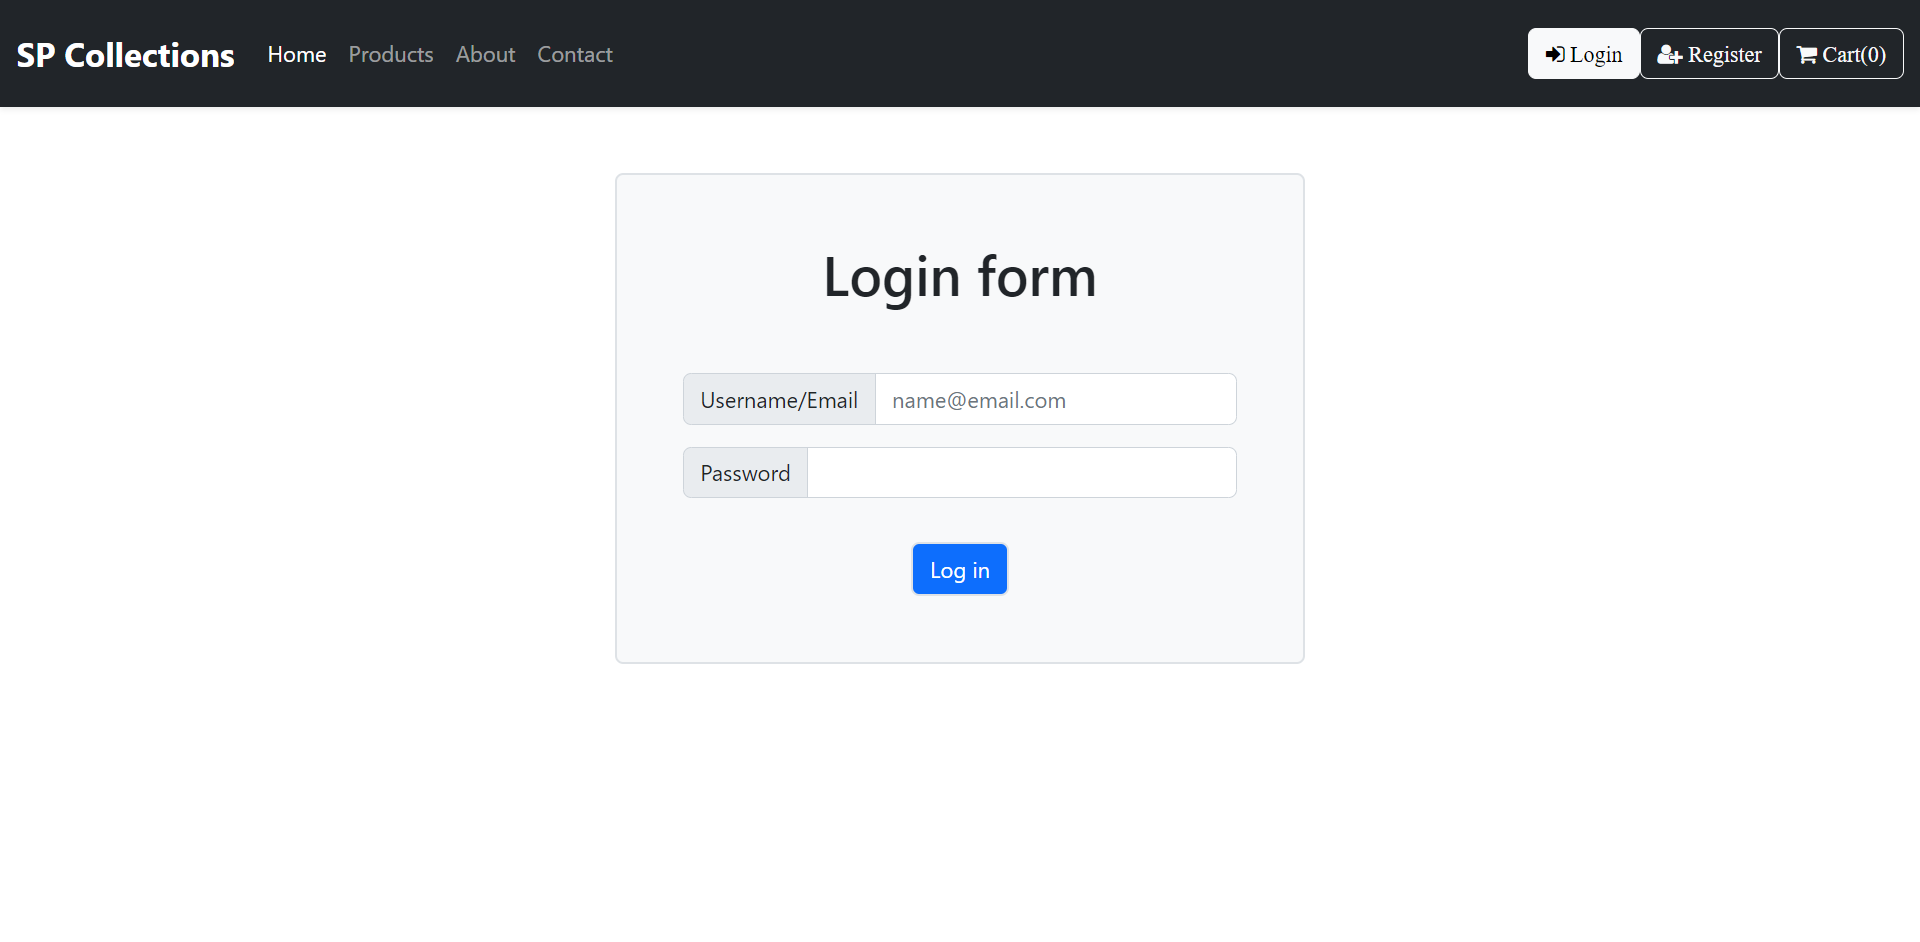 SP Collections Home Products About Contact Login Register Cart(0)
Login form
Username/Email name@email.com
Password
Log in